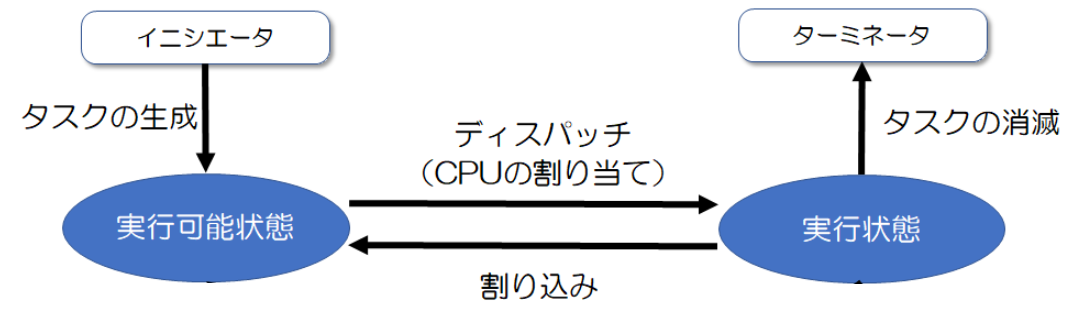 イニシエータ
ターミネータ
タスクの生成
タスクの消滅
ディスパッチ
（CPUの割り当て）
実行可能状態
実行状態
割り込み